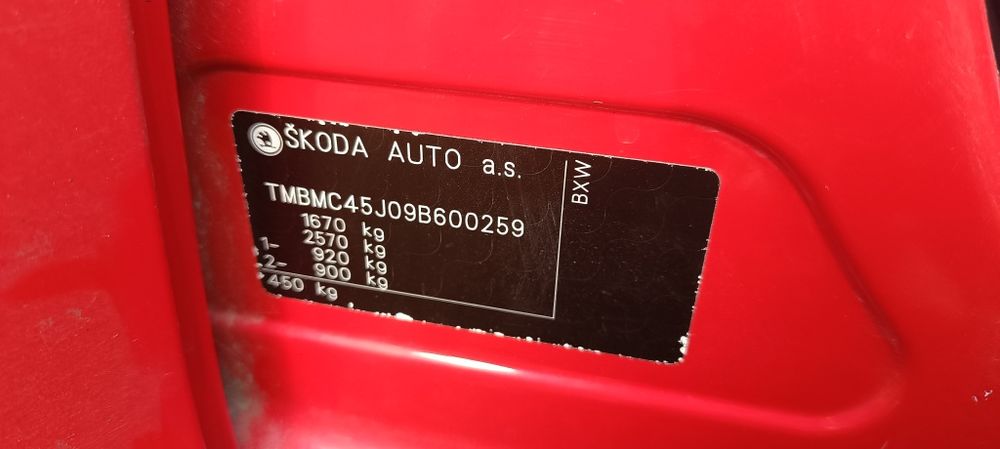 ŠKODA AUTO a.s.
TMBMC45J09B600259
1670 kg
2570 kg
1- 920 kg
2- 900 kg
*450 kg
BXW